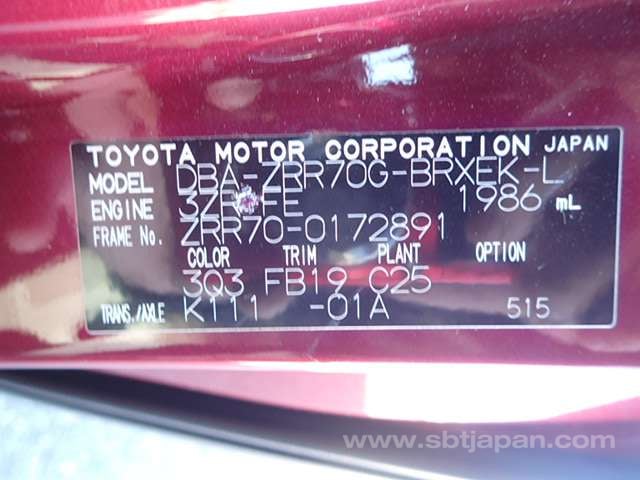 TOYOTA MOTOR CORPORATION JAPAN
MODEL DBA-ZRR70G-BRXEK-L
ENGINE 3ZR-FE 1986 mL
FRAME No. ZRR70-0172891
COLOR TRIM PLANT OPTION
3Q3 FB19 C25
TRANS./AXLE K111 -01A 515
www.sbtjapan.com